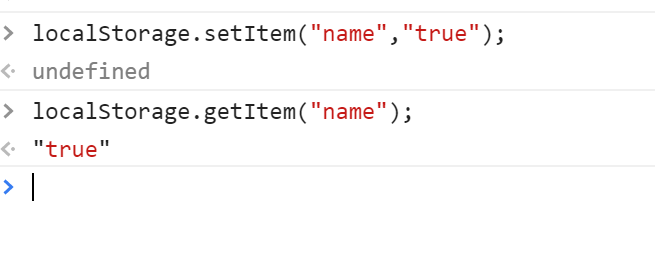 > localStorage.setItem("name","true");
<· undefined
> localStorage.getItem("name");
<· "true"
>